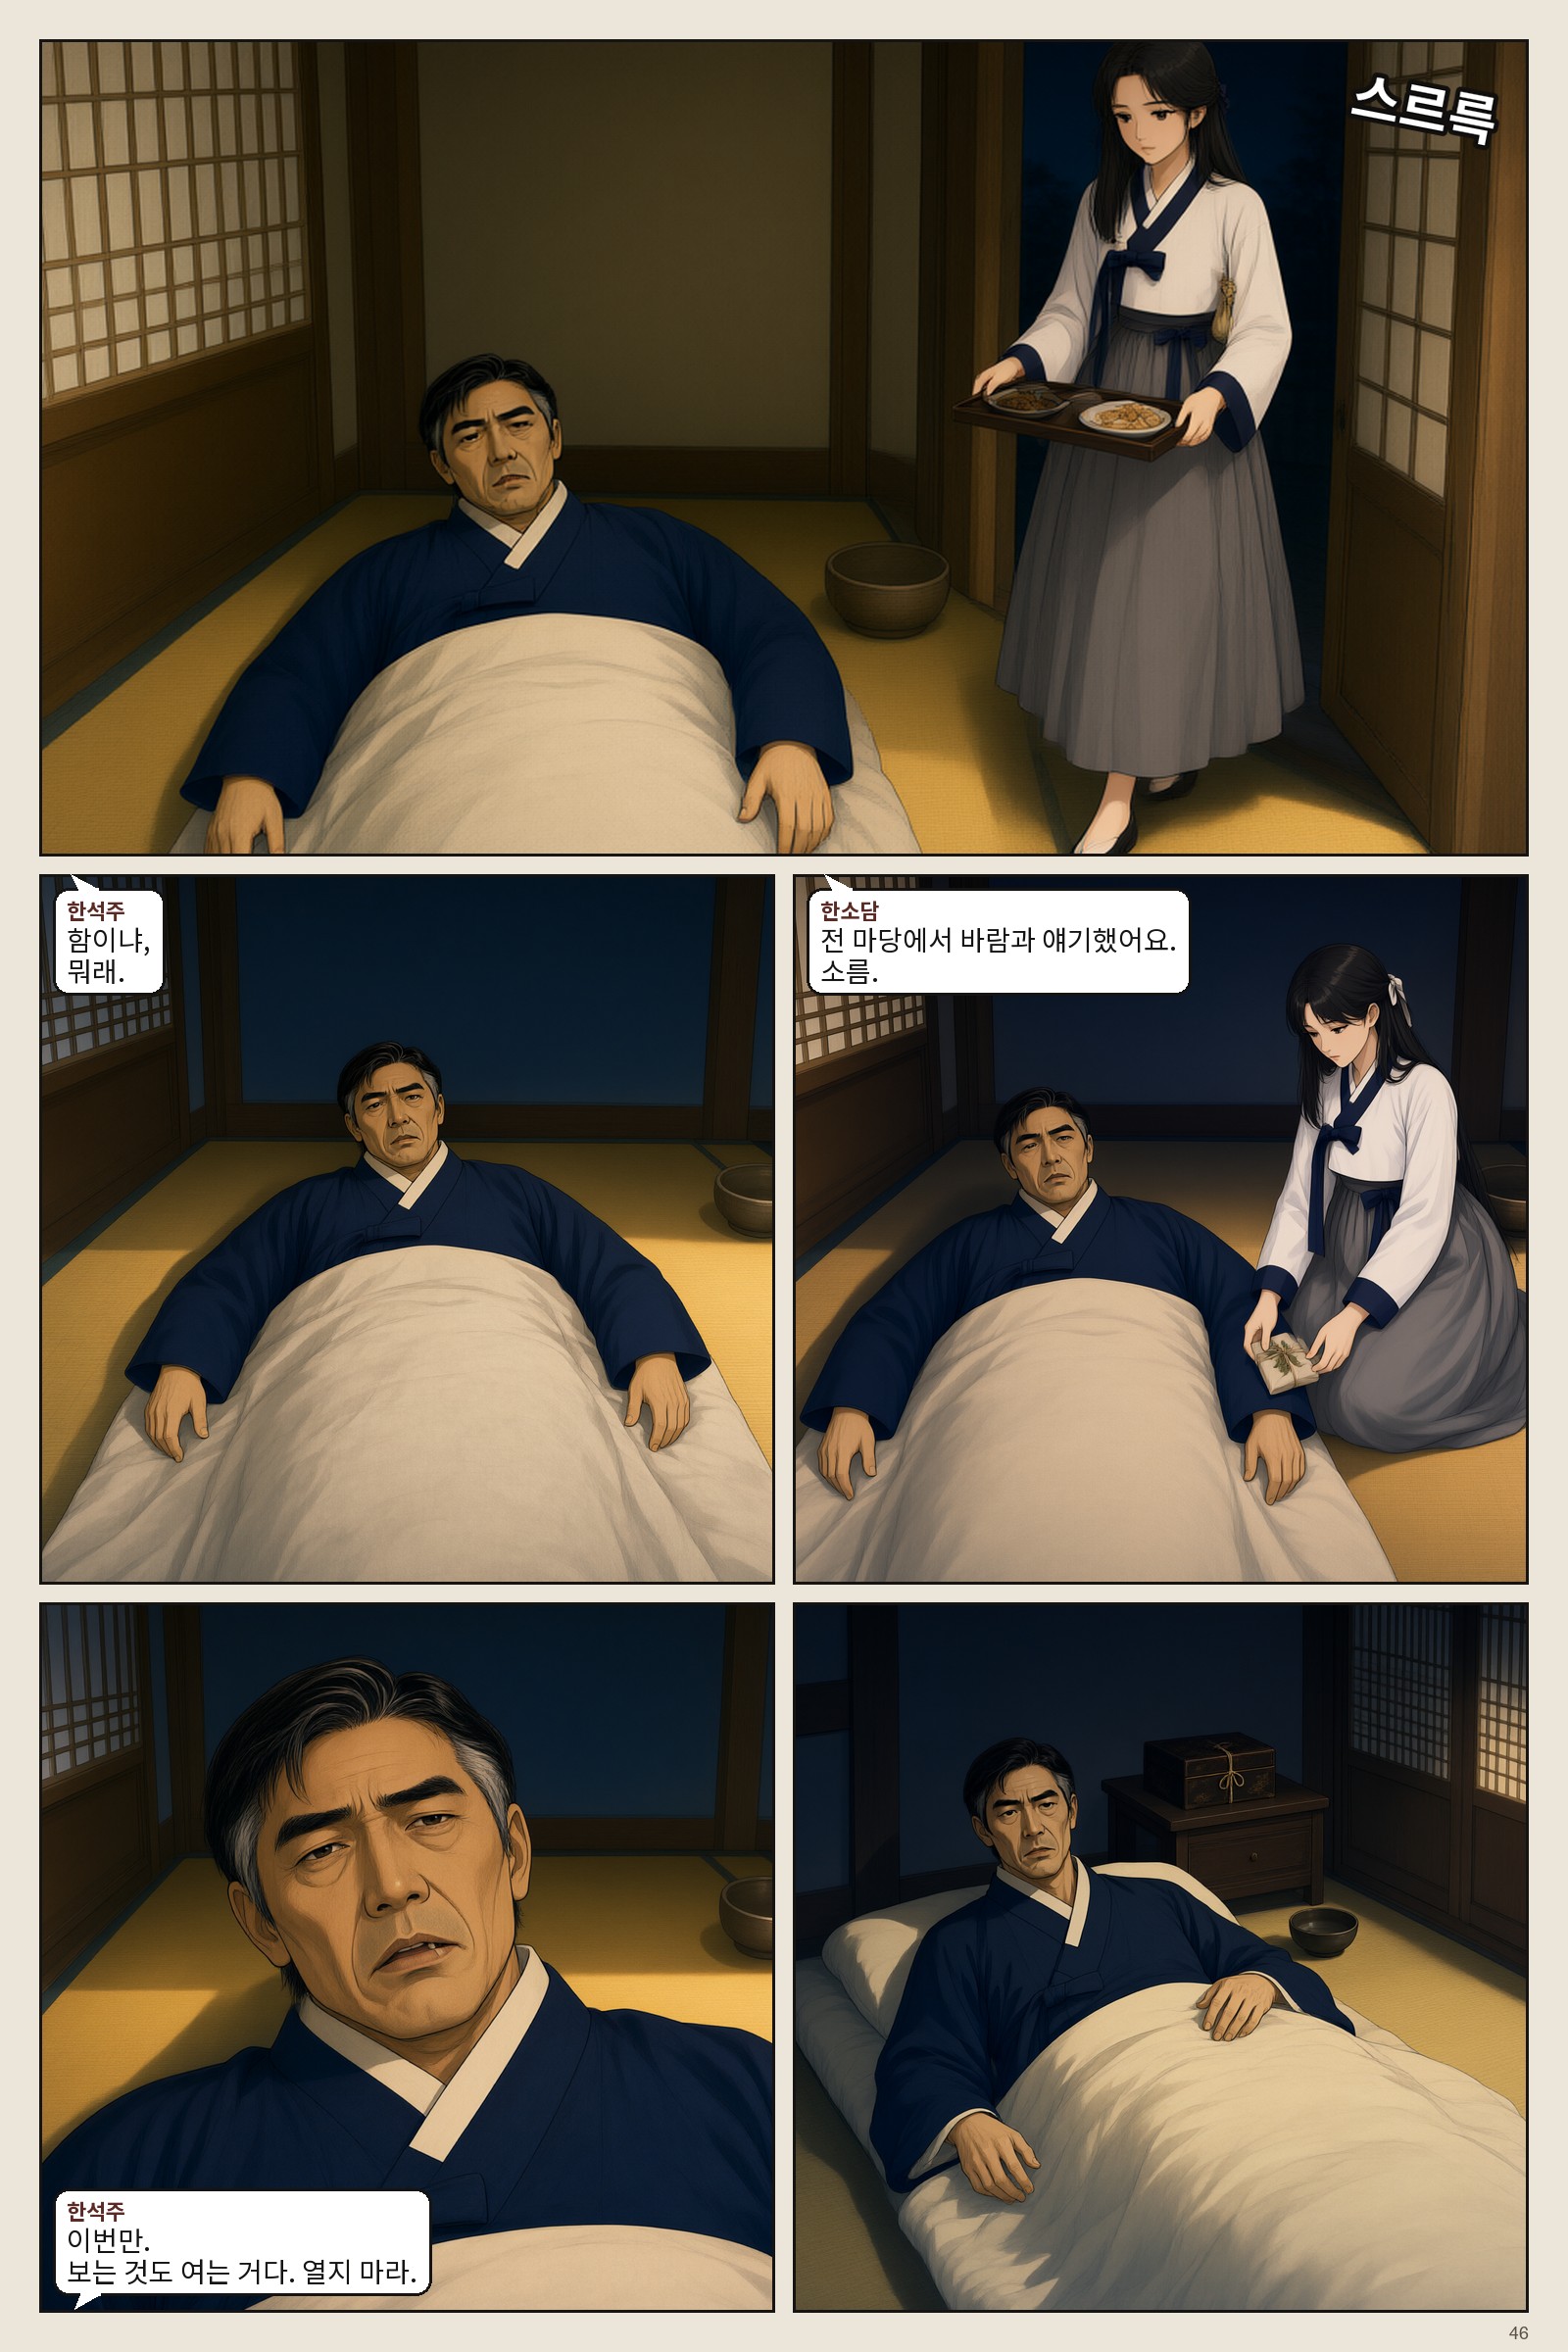 스르륵
한석주
함이냐,
뭐래.
한소담
전 마당에서 바람과 얘기했어요.
소름.
한석주
이번만.
보는 것도 여는 거다. 열지 마라.
46